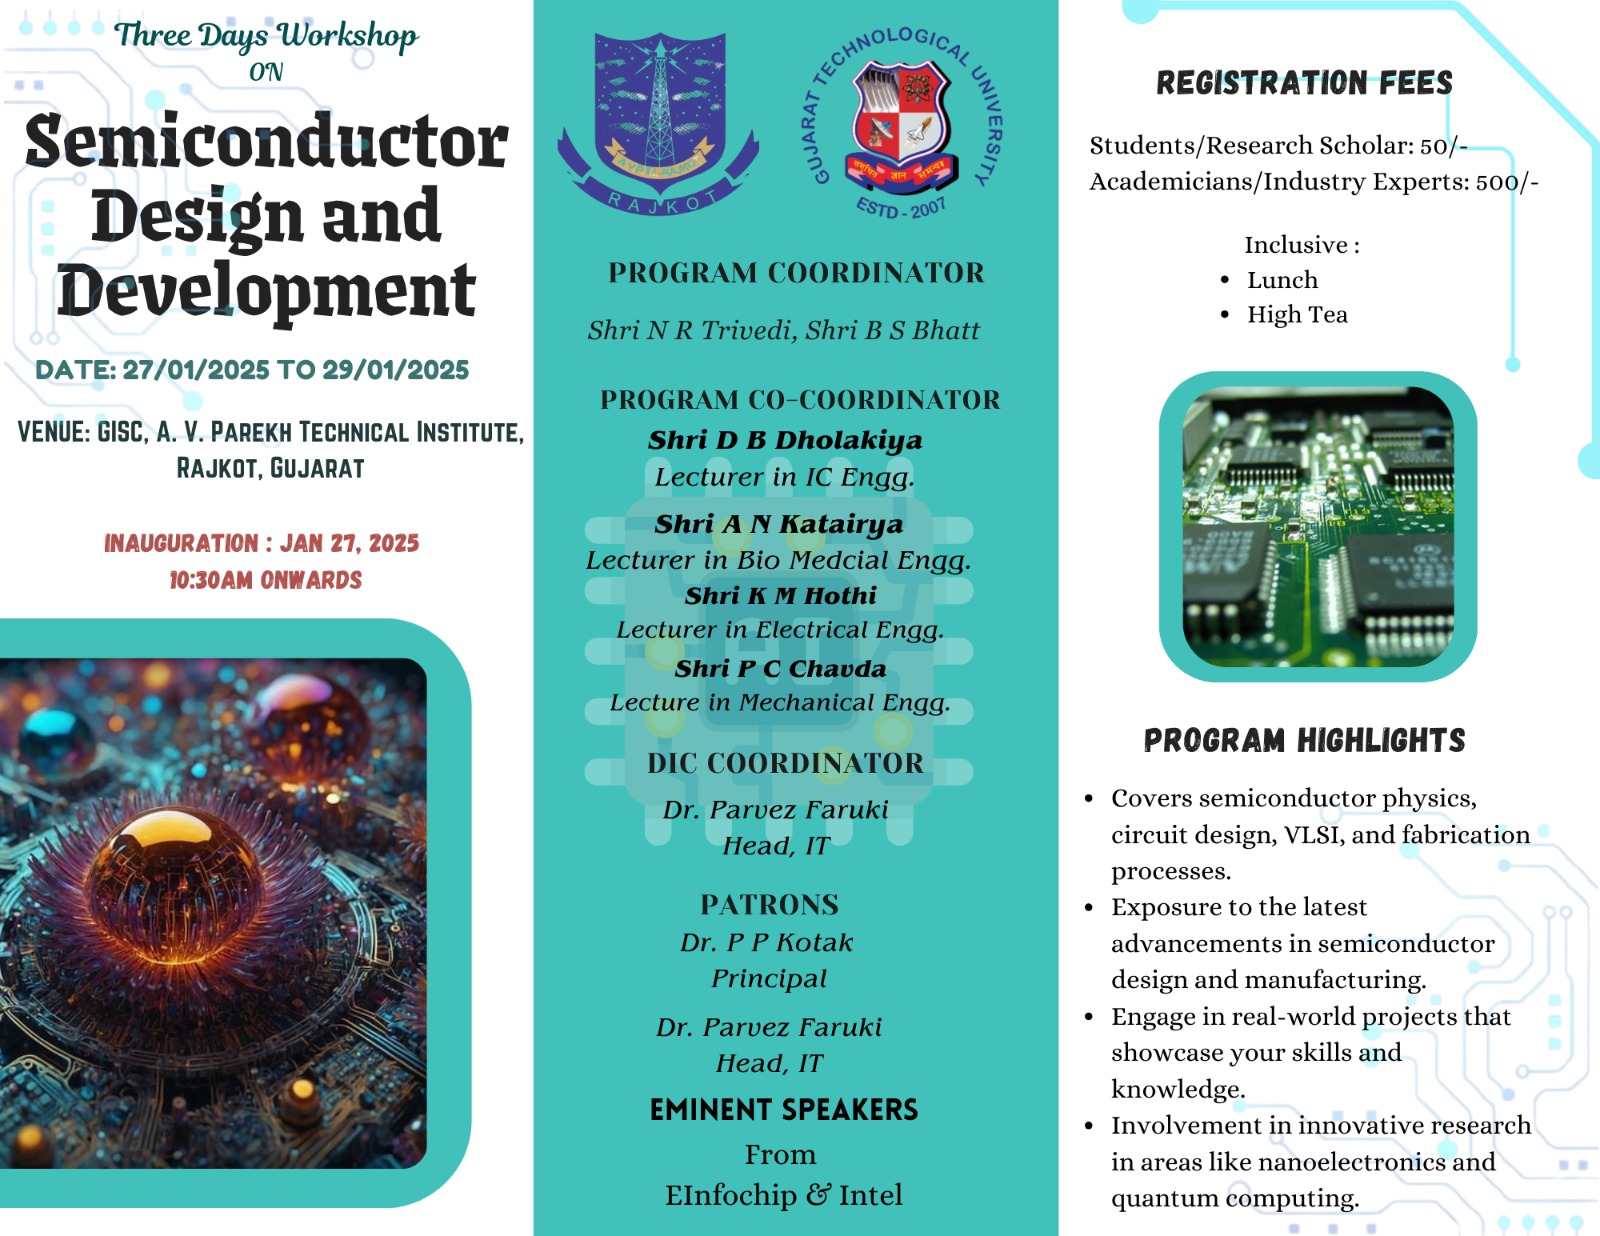 Three Days Workshop
ON
Semiconductor
Design and
Development
DATE: 27/01/2025 TO 29/01/2025
VENUE: GISC, A. V. PAREKH TECHNICAL INSTITUTE,
RAJKOT, GUJARAT
INAUGURATION : JAN 27, 2025
10:30AM ONWARDS
A.V.P.T.I. RAJKOT
RAJKOT
GUJARAT TECHNOLOGICAL UNIVERSITY
ज्ञान
ESTD - 2007
PROGRAM COORDINATOR
Shri N R Trivedi, Shri B S Bhatt
PROGRAM CO-COORDINATOR
Shri D B Dholakiya
Lecturer in IC Engg.
Shri A N Katairya
Lecturer in Bio Medcial Engg.
Shri K M Hothi
Lecturer in Electrical Engg.
Shri P C Chavda
Lecture in Mechanical Engg.
DIC COORDINATOR
Dr. Parvez Faruki
Head, IT
PATRONS
Dr. P P Kotak
Principal
Dr. Parvez Faruki
Head, IT
EMINENT SPEAKERS
From
EInfochip & Intel
REGISTRATION FEES
Students/Research Scholar: 50/-
Academicians/Industry Experts: 500/-
Inclusive :
• Lunch
• High Tea
PROGRAM HIGHLIGHTS
• Covers semiconductor physics,
circuit design, VLSI, and fabrication
processes.
• Exposure to the latest
advancements in semiconductor
design and manufacturing.
• Engage in real-world projects that
showcase your skills and
knowledge.
• Involvement in innovative research
in areas like nanoelectronics and
quantum computing.